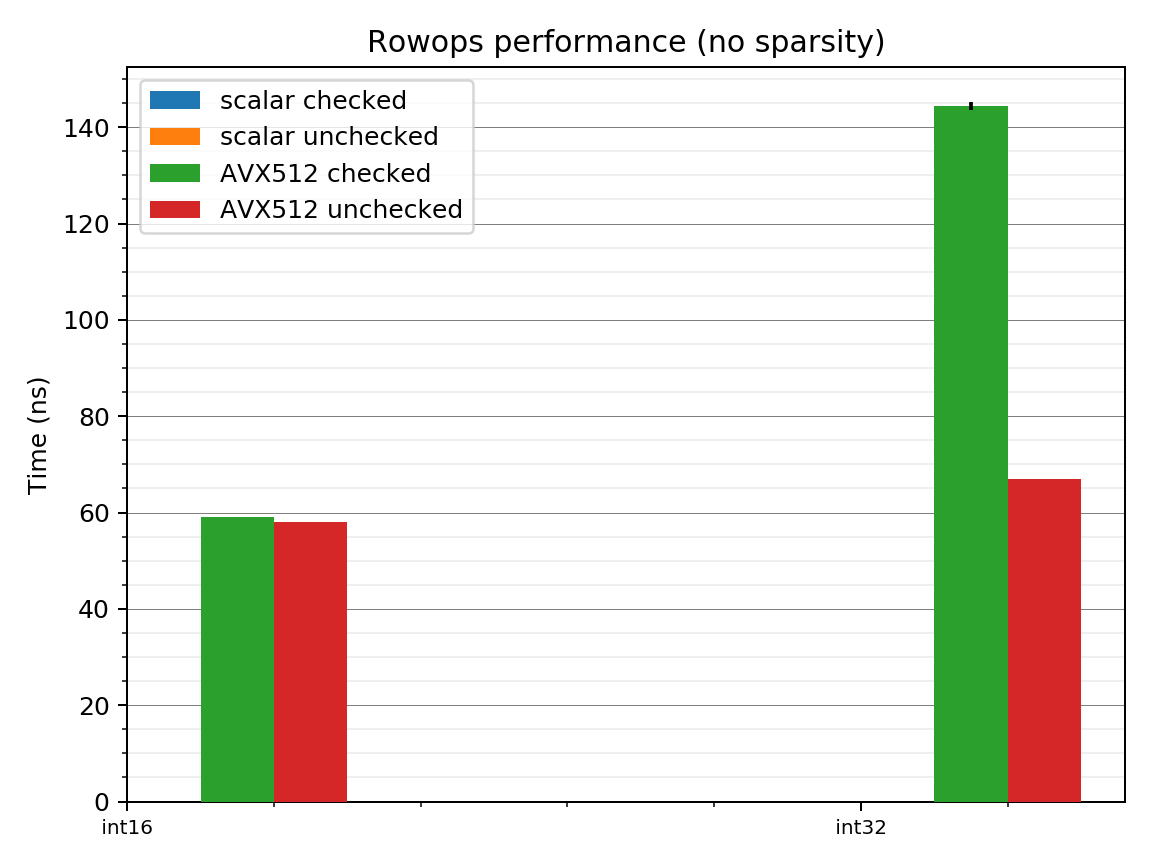 Rowops performance (no sparsity)
scalar checked
scalar unchecked
AVX512 checked
AVX512 unchecked
Time (ns)
140
120
100
80
60
40
20
0
int16
int32